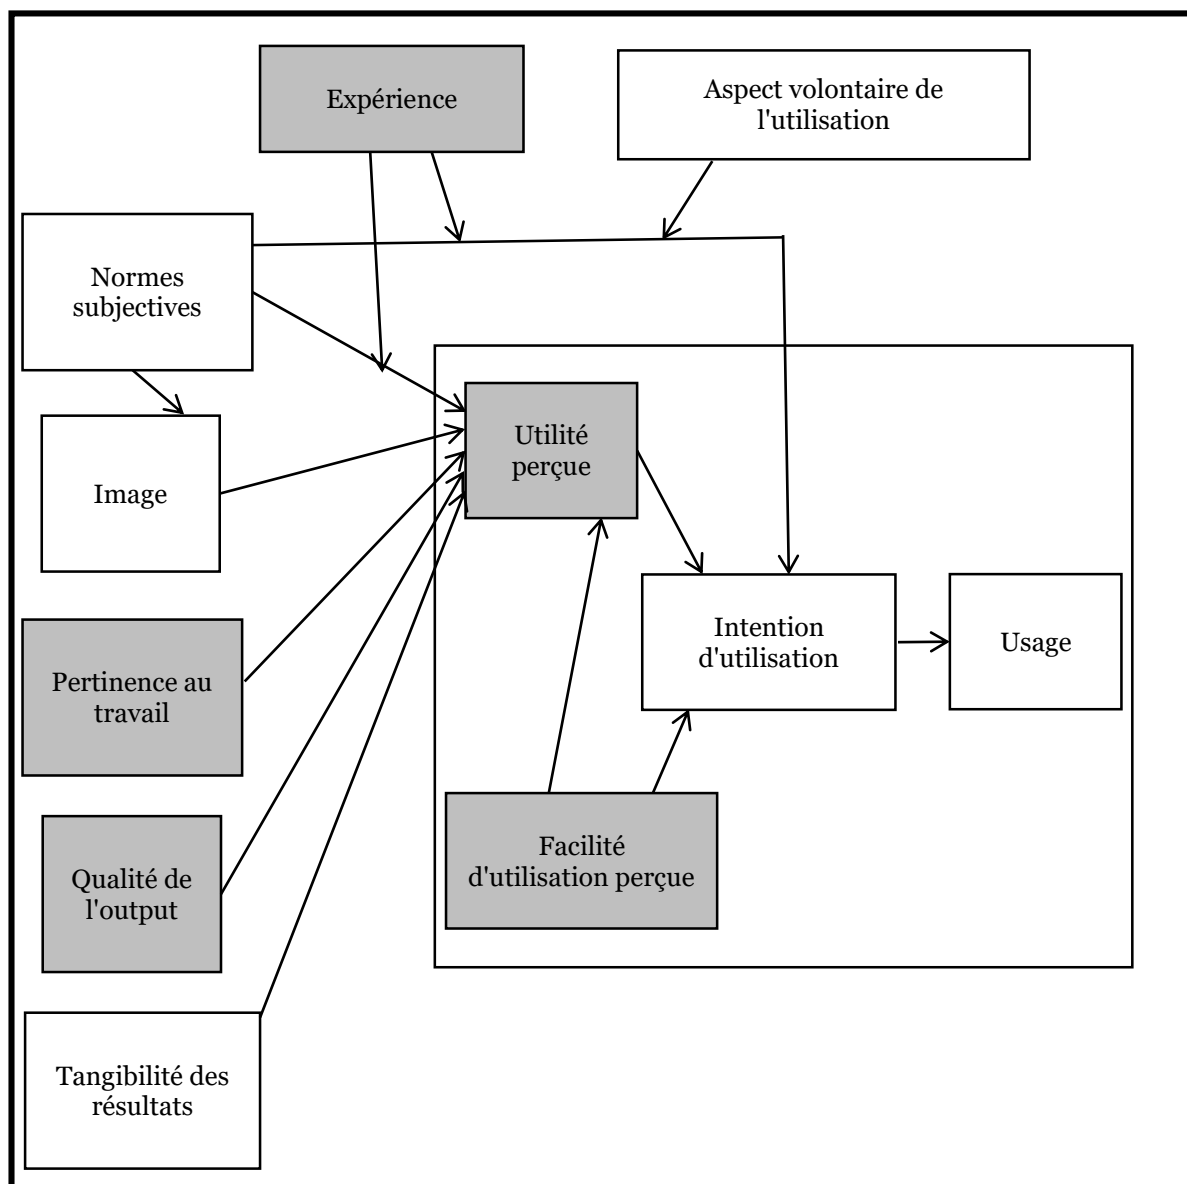 Expérience
Aspect volontaire de
l'utilisation
Normes
subjectives
Utilité
perçue
Image
Intention
d'utilisation
Usage
Pertinence au
travail
Facilité
d'utilisation perçue
Qualité de
l'output
Tangibilité des
résultats